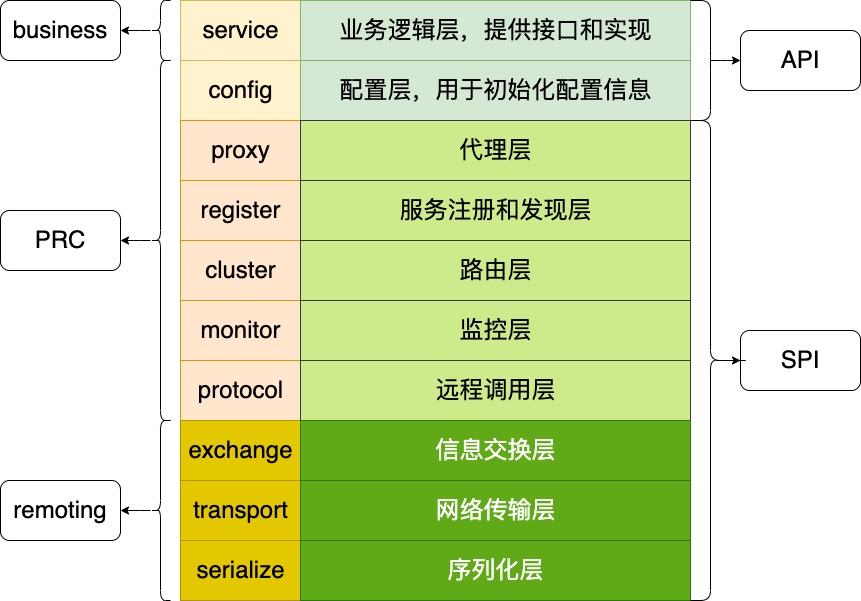 business
service
业务逻辑层，提供接口和实现
API
config
配置层，用于初始化配置信息
proxy
代理层
PRC
register
服务注册和发现层
cluster
路由层
monitor
监控层
SPI
protocol
远程调用层
exchange
信息交换层
remoting
transport
网络传输层
serialize
序列化层